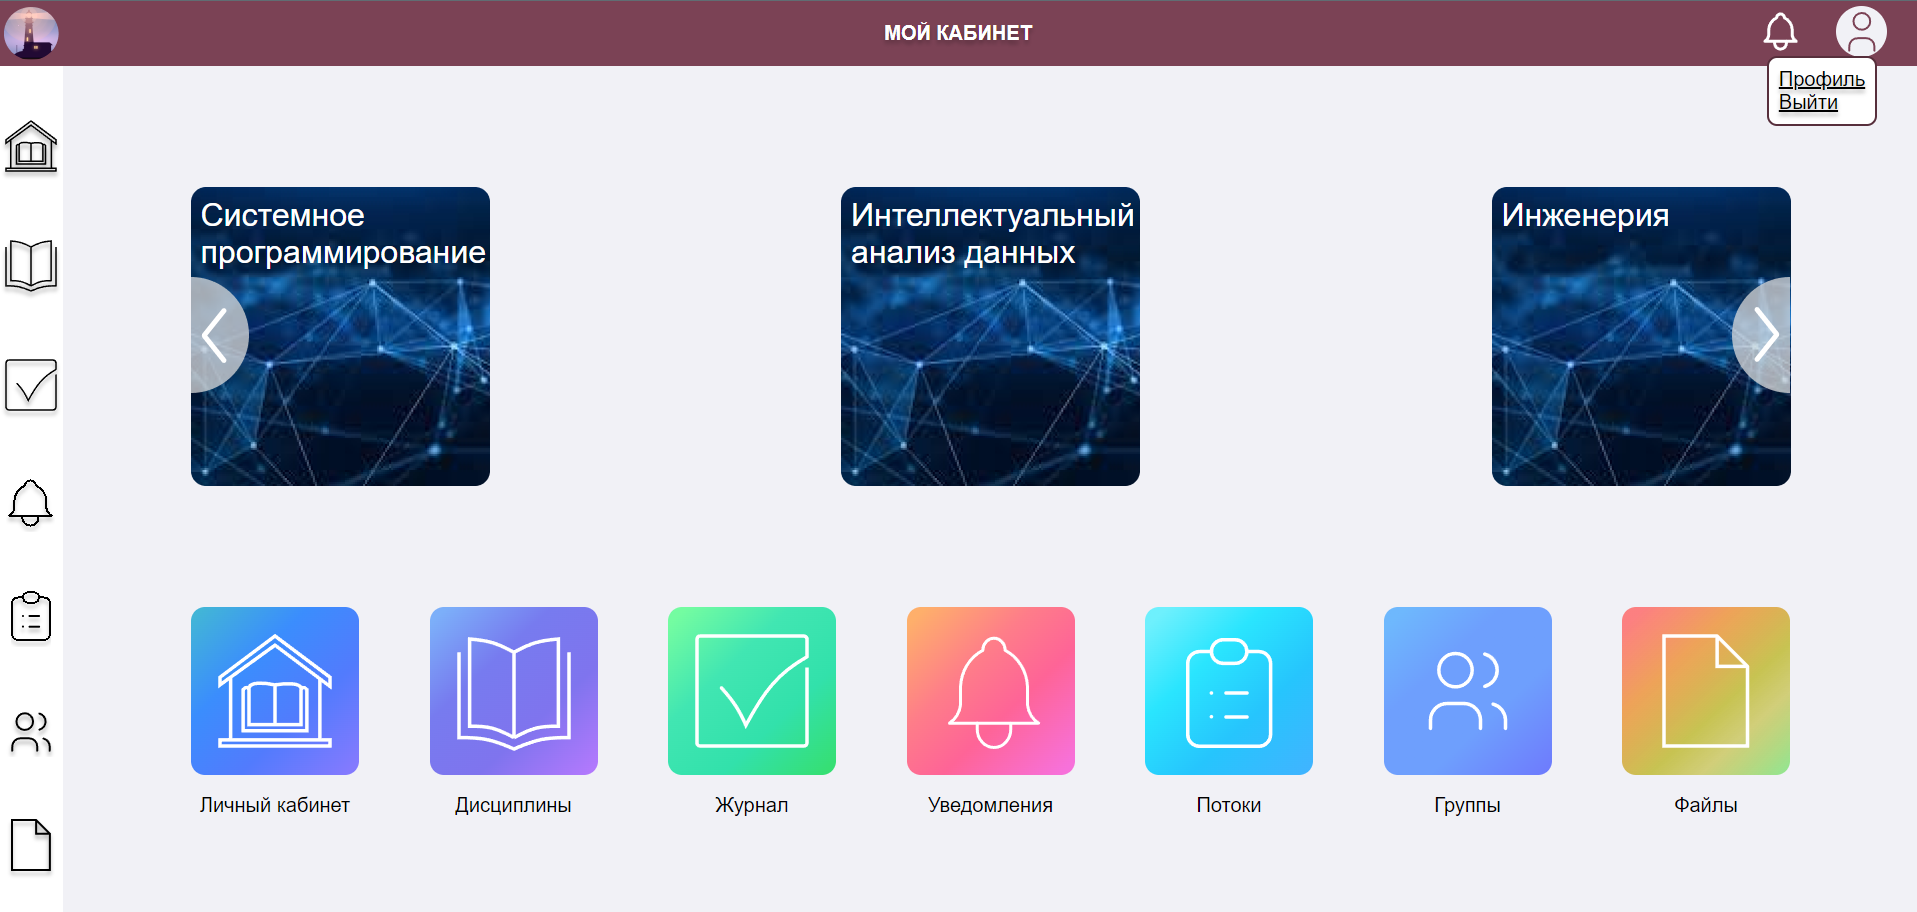 МОЙ КАБИНЕТ
Профиль
Выйти
Системное
программирование
Интеллектуальный
анализ данных
Инженерия
Личный кабинет
Дисциплины
Журнал
Уведомления
Потоки
Группы
Файлы